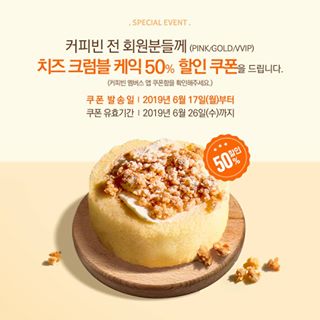 . SPECIAL EVENT .
커피빈 전 회원분들께 (PINK/GOLD/VVIP)
치즈 크럼블 케익 50% 할인 쿠폰을 드립니다.
(커피빈 멤버스 앱 쿠폰함을 확인해주세요.)
쿠폰 발송일 | 2019년 6월 17일(월)부터
쿠폰 유효기간 | 2019년 6월 26일(수)까지
50% 할인